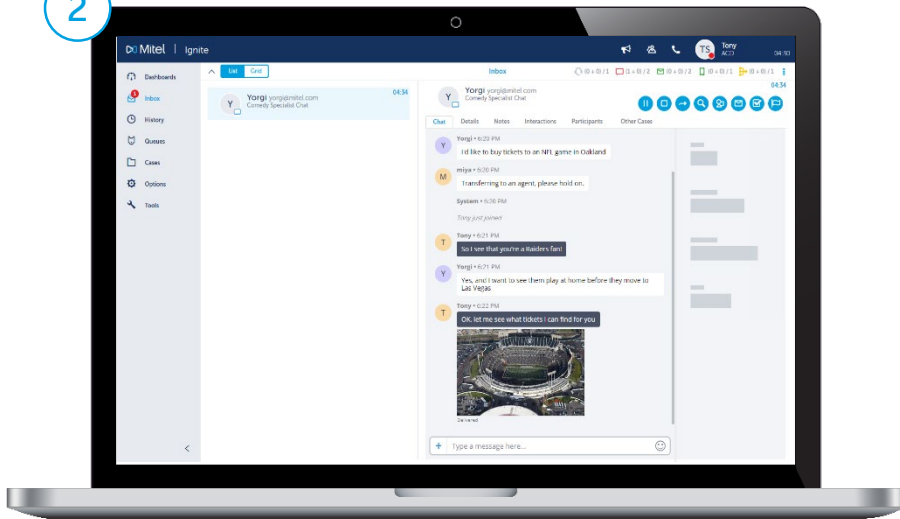 2
Mitel | Ignite
TS Tony
ACD
04:30
Dashboards
Inbox
History
Queues
Cases
Options
Tools
List Grid
Y Yorgi yorgi@mitel.com 04:34
Comedy Specialist Chat
Inbox
04:34
Y Yorgi yorgi@mitel.com
Comedy Specialist Chat
Chat Details Notes Interactions Participants Other Cases
Y Yorgi • 6:20 PM
I'd like to buy tickets to an NFL game in Oakland
M miya • 6:20 PM
Transferring to an agent, please hold on.
System • 6:20 PM
Tony just joined
T Tony • 6:21 PM
So I see that you're a Raiders fan!
Y Yorgi • 6:21 PM
Yes, and I want to see them play at home before they move to
Las Vegas
T Tony • 6:22 PM
OK, let me see what tickets I can find for you
Delivered
+ Type a message here...